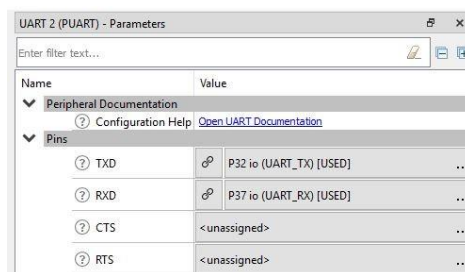 UART 2 (PUART) - Parameters
Enter filter text...
Name Value
Peripheral Documentation
Configuration Help Open UART Documentation
Pins
TXD P32 io (UART_TX) [USED]
RXD P37 io (UART_RX) [USED]
CTS <unassigned>
RTS <unassigned>